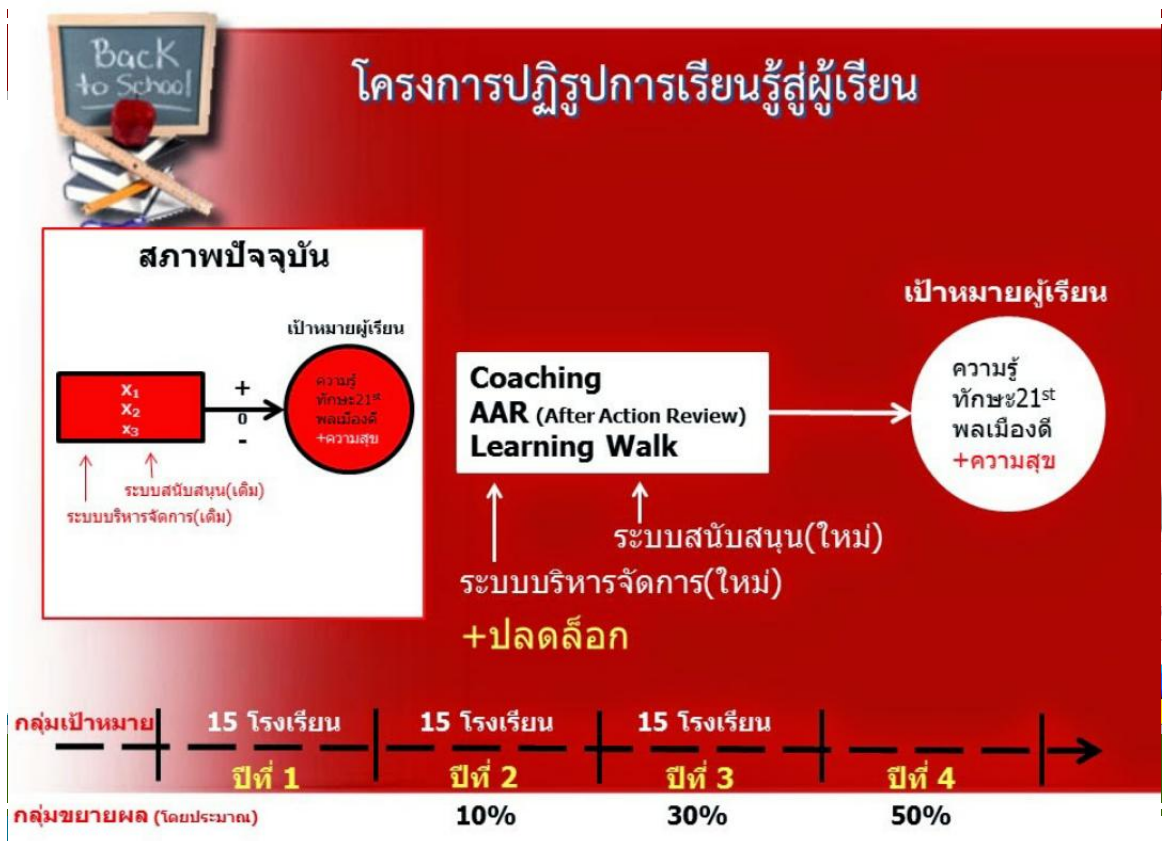 Back
to School
โครงการปฏิรูปการเรียนรู้สู่ผู้เรียน
สภาพปัจจุบัน
เป้าหมายผู้เรียน
X1
X2
X3
+
0
-
ความรู้
ทักษะ21st
พลเมืองดี
+ความสุข
ระบบสนับสนุน(เดิม)
ระบบบริหารจัดการ(เดิม)
Coaching
AAR (After Action Review)
Learning Walk
ระบบสนับสนุน(ใหม่)
ระบบบริหารจัดการ(ใหม่)
+ปลดล็อก
เป้าหมายผู้เรียน
ความรู้
ทักษะ21st
พลเมืองดี
+ความสุข
กลุ่มเป้าหมาย 15 โรงเรียน 15 โรงเรียน 15 โรงเรียน
ปีที่ 1 ปีที่ 2 ปีที่ 3 ปีที่ 4
กลุ่มขยายผล (โดยประมาณ) 10% 30% 50%